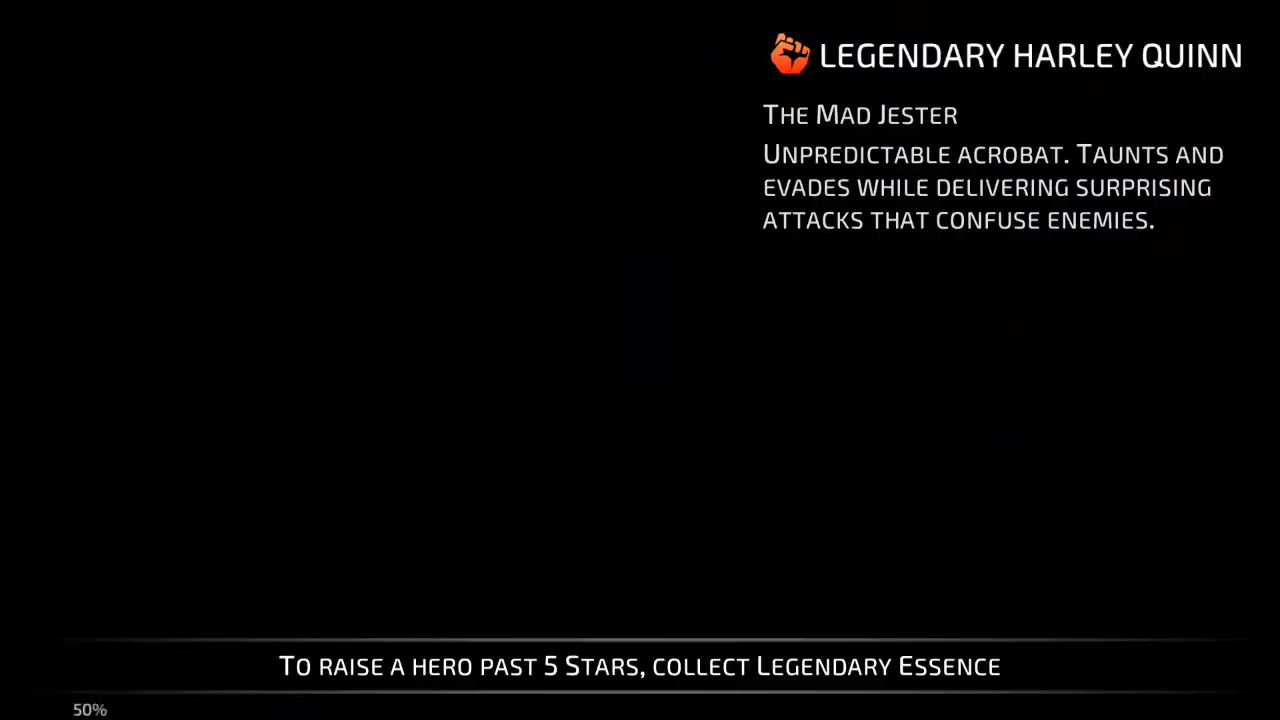 LEGENDARY HARLEY QUINN
THE MAD JESTER
UNPREDICTABLE ACROBAT. TAUNTS AND
EVADES WHILE DELIVERING SURPRISING
ATTACKS THAT CONFUSE ENEMIES.
TO RAISE A HERO PAST 5 STARS, COLLECT LEGENDARY ESSENCE
50%